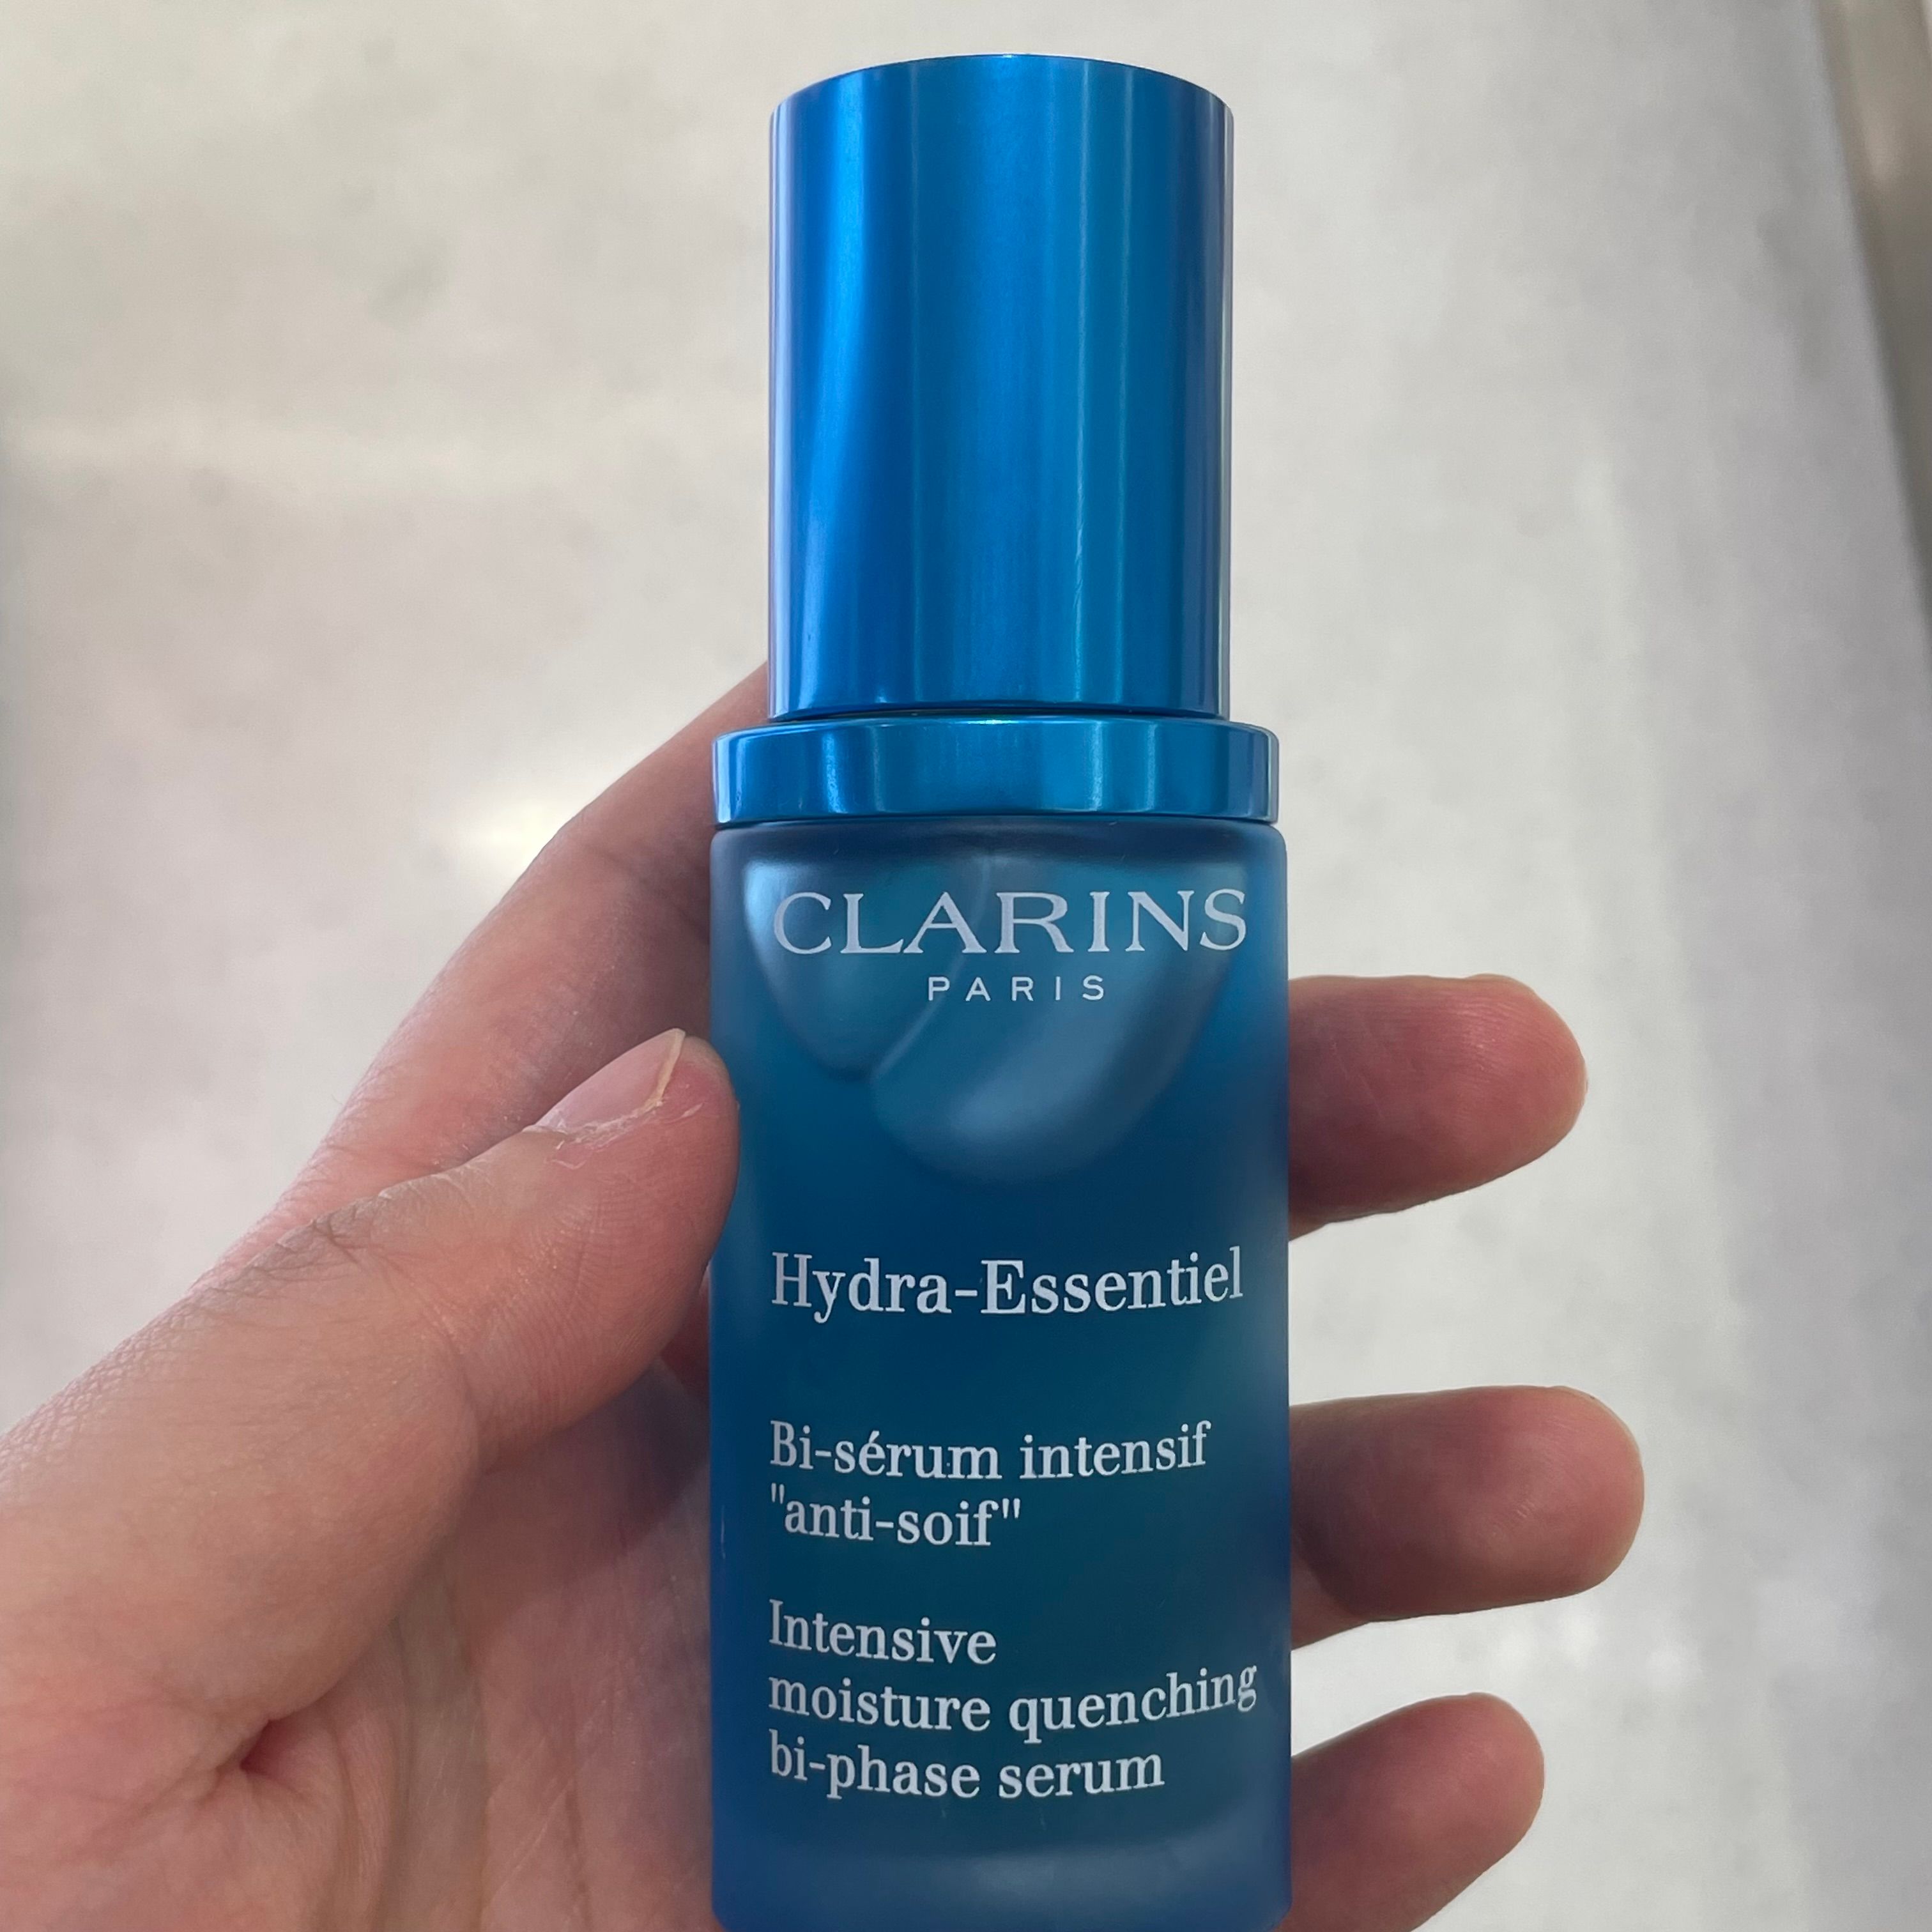 CLARINS
PARIS
Hydra-Essentiel
Bi-sérum intensif
"anti-soif"
Intensive
moisture quenching
bi-phase serum